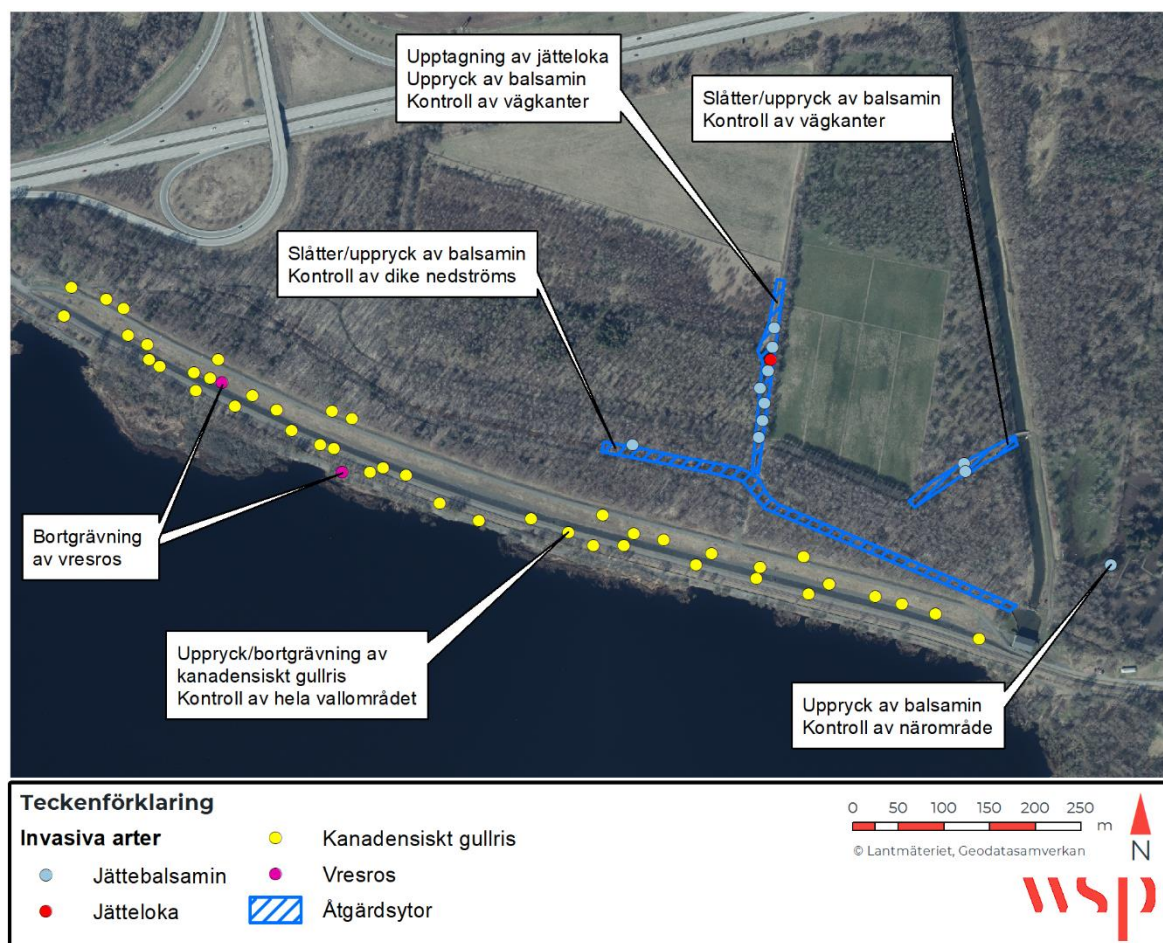 Upptagning av jätteloka
Uppryck av balsamin
Kontroll av vägkanter
Slåtter/uppryck av balsamin
Kontroll av vägkanter
Slåtter/uppryck av balsamin
Kontroll av dike nedströms
Bortgrävning
av vresros
Uppryck/bortgrävning av
kanadensiskt gullris
Kontroll av hela vallområdet
Uppryck av balsamin
Kontroll av närområde
Teckenförklaring
Invasiva arter
Jättebalsamin
Jätteloka
Kanadensiskt gullris
Vresros
Åtgärdsytor
0 50 100 150 200 250
m
© Lantmäteriet, Geodatasamverkan
N
wsp